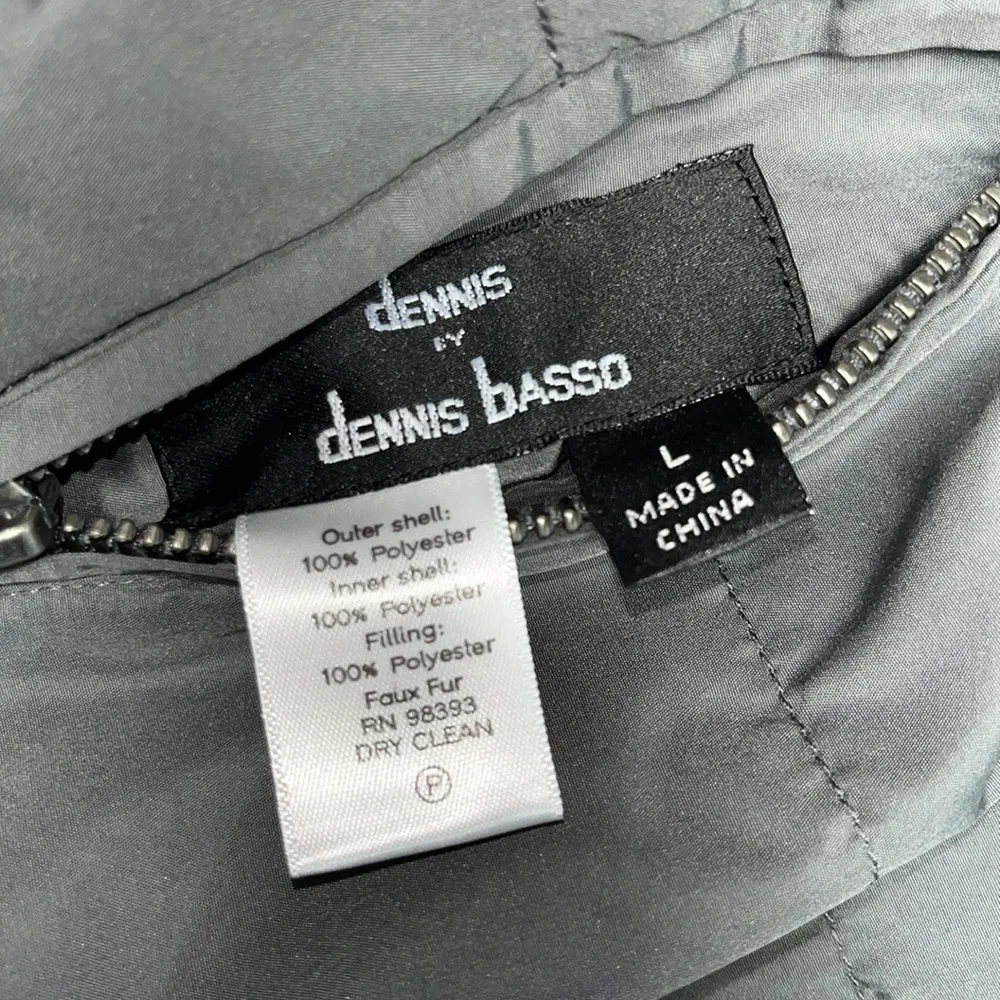 dENNIS
BY
dENNIS bASSO
L
MADE IN
CHINA
Outer shell:
100% Polyester
Inner shell:
100% Polyester
Filling:
100% Polyester
Faux Fur
RN 98393
DRY CLEAN
P